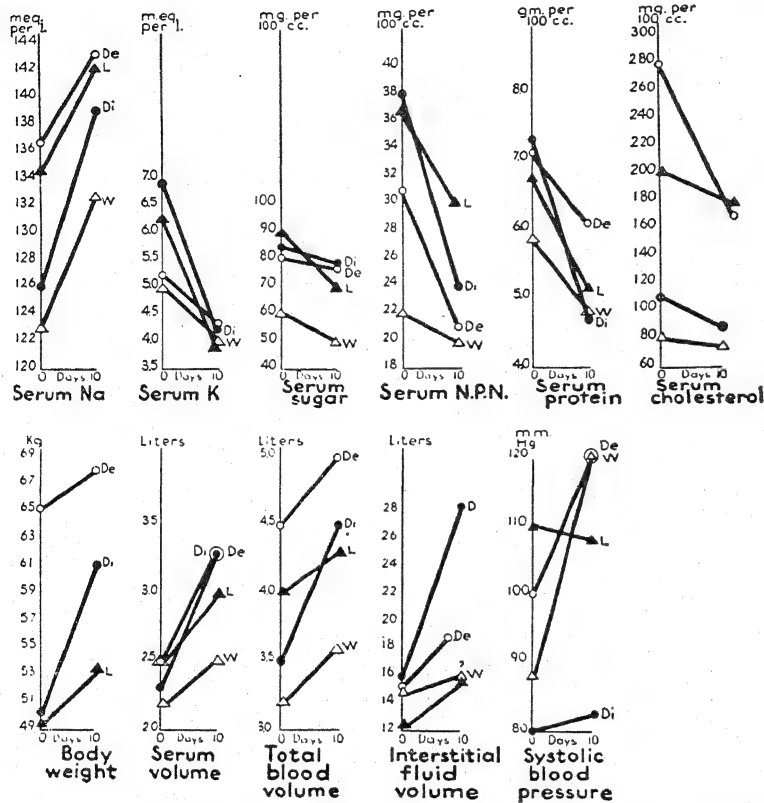 meq.
per l.
144
142
140
138
136
134
132
130
128
126
124
122
120
De
L
Di
W
0 Days 10
Serum Na
m.eq.
per l.
7.0
6.5
6.0
5.5
5.0
4.5
4.0
3.5
Di
W
0 Days 10
Serum K
mg. per
100 cc.
100
90
80
70
60
50
40
Di
De
L
W
0 Days 10
Serum
sugar
mg. per
100 cc.
38
36
34
32
30
28
26
24
22
20
18
16
L
Di
De
W
0 Days 10
Serum N.P.N.
gm. per
100 cc.
8.0
7.0
6.0
5.0
4.0
De
L
W
Di
0 Days 10
Serum
protein
mg. per
100 cc.
300
280
260
240
220
200
180
160
140
120
100
80
60
0 Days 10
Serum
cholesterol
Kg
69
67
65
63
61
59
57
55
53
51
49
De
Di
L
0 Days 10
Body
weight
Liters
3.5
3.0
2.5
2.0
Di De
L
W
0 Days 10
Serum
volume
Liters
5.0
4.5
4.0
3.5
3.0
De
Di
L
W
0 Days 10
Total
blood
volume
Liters
28
26
24
22
20
18
16
14
12
D
De
?
W
L
0 Days 10
Interstitial
fluid
volume
m.m.
Hg
120
110
100
90
80
De
W
L
Di
0 Days 10
Systolic
blood
pressure